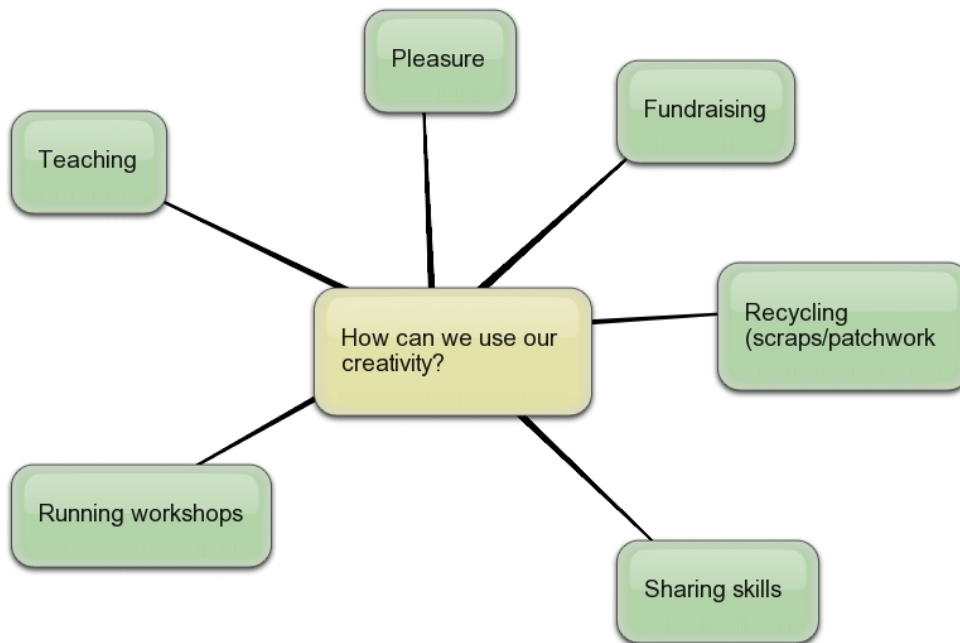 Pleasure
Fundraising
Teaching
Recycling
(scraps/patchwork
How can we use our
creativity?
Running workshops
Sharing skills